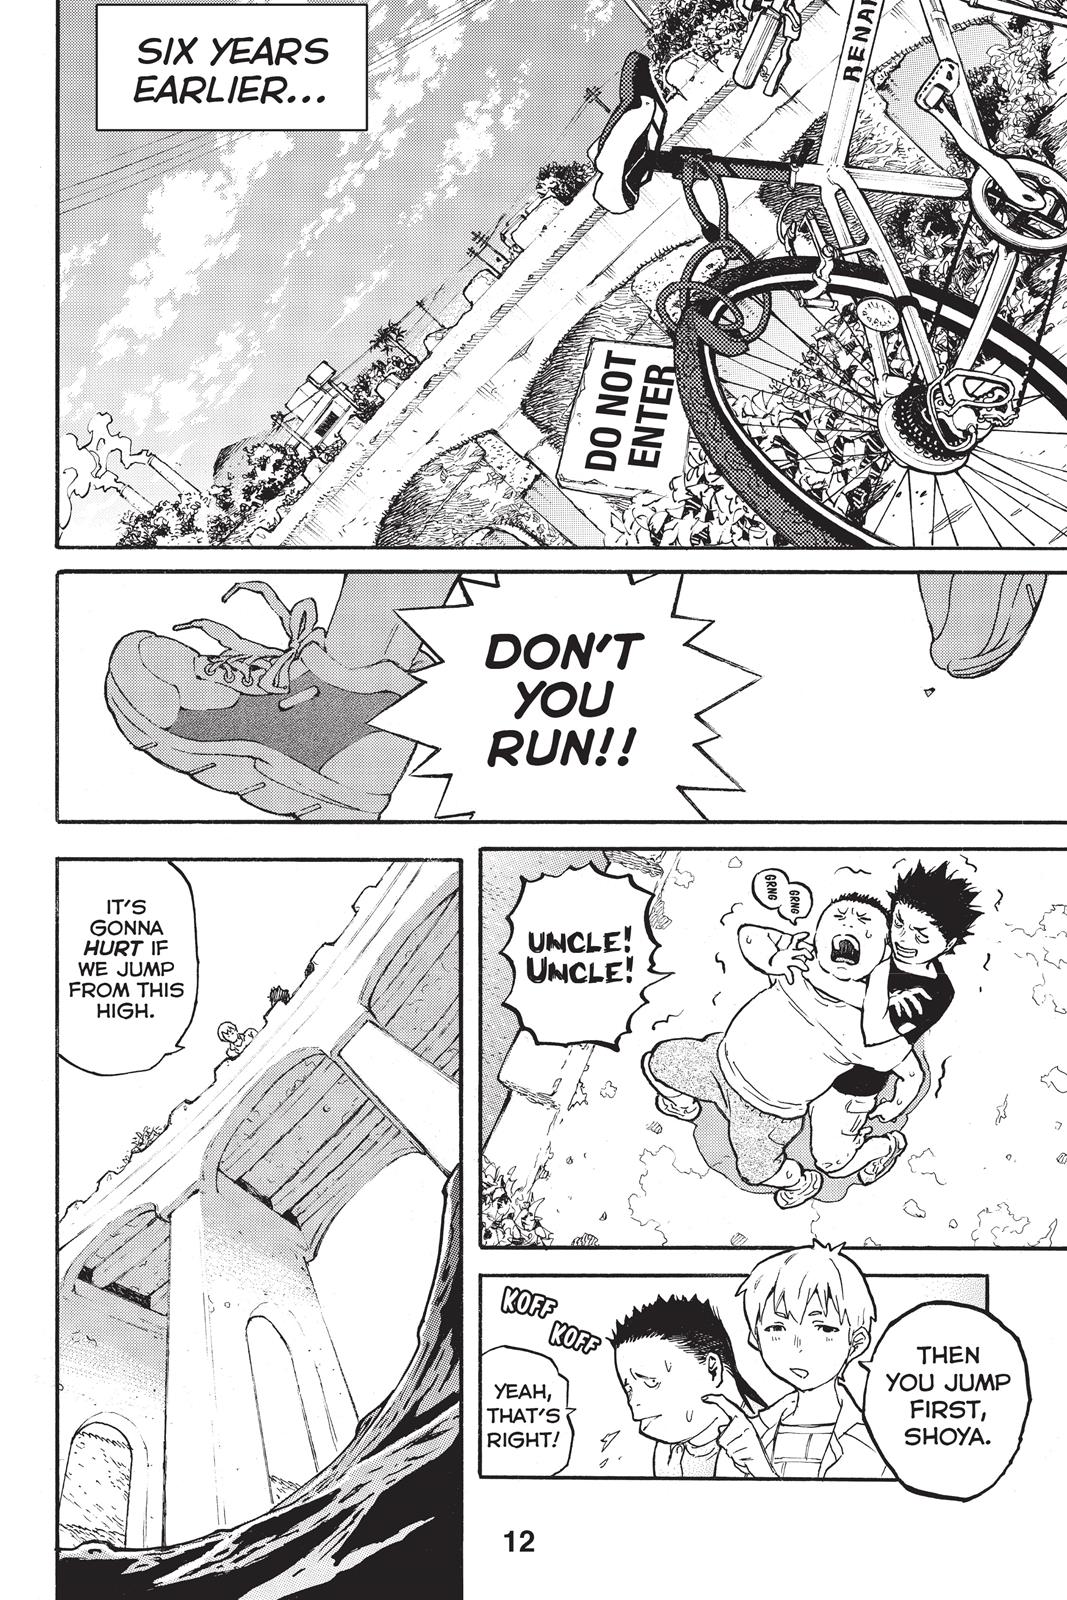 SIX YEARS
EARLIER...
RENAR
DO NOT
ENTER
DON'T
YOU
RUN!!
GRNG
GRNG
UNCLE!
UNCLE!
IT'S
GONNA
HURT IF
WE JUMP
FROM THIS
HIGH.
THEN
YOU JUMP
FIRST,
SHOYA.
KOFF
KOFF
YEAH,
THAT'S
RIGHT!
12